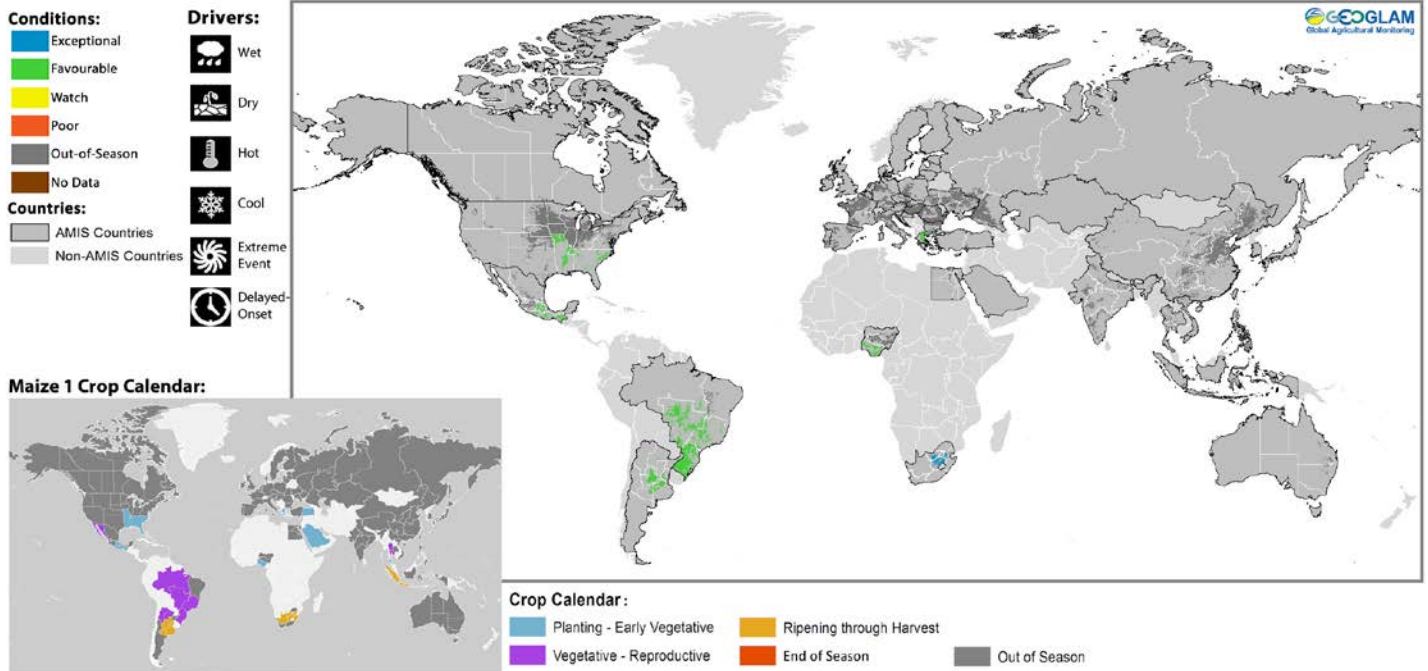 Conditions:
Exceptional
Favourable
Watch
Poor
Out-of-Season
No Data
Countries:
AMIS Countries
Non-AMIS Countries
Drivers:
Wet
Dry
Hot
Cool
Extreme
Event
Delayed-
Onset
GEOGLAM
Global Agricultural Monitoring
Maize 1 Crop Calendar:
Crop Calendar:
Planting - Early Vegetative
Vegetative - Reproductive
Ripening through Harvest
End of Season
Out of Season